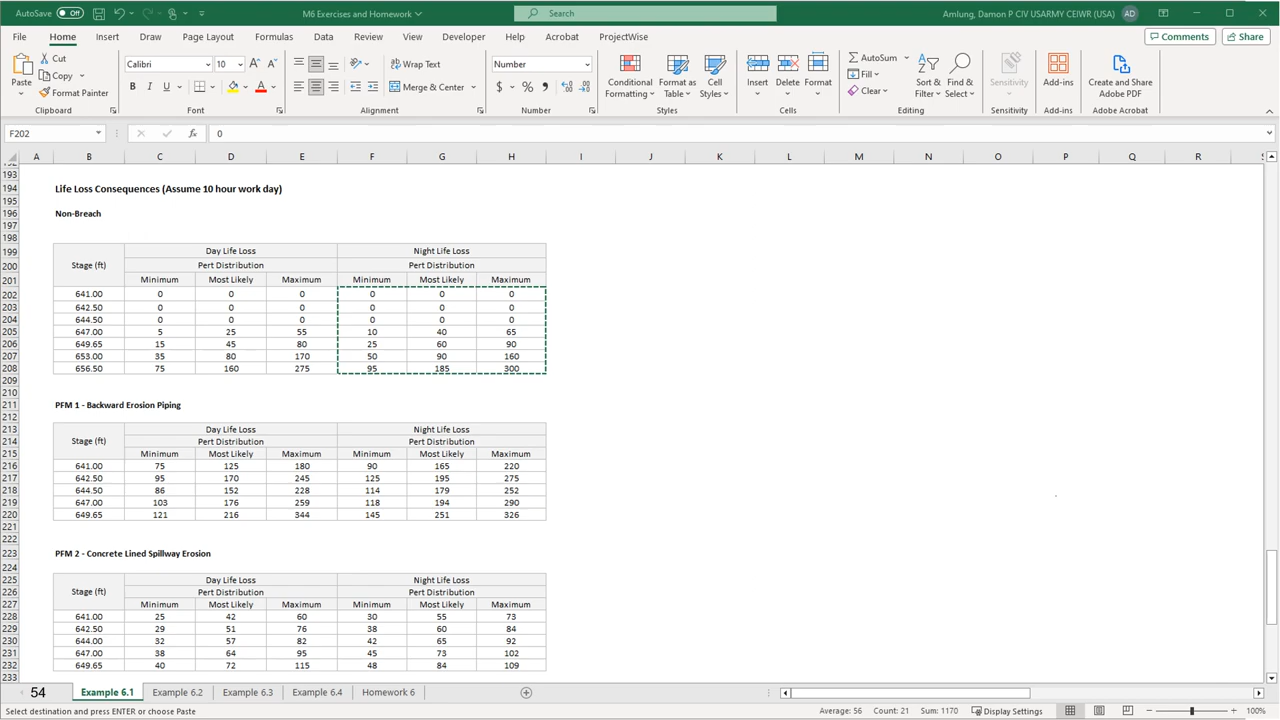 AutoSave Off M6 Exercises and Homework Search Amlung, Damon P CIV USARMY CEIWR (USA) AD
File Home Insert Draw Page Layout Formulas Data Review View Developer Help Acrobat ProjectWise Comments Share
Paste Cut Copy Format Painter Clipboard
Calibri 10 A A B I U A Font
Wrap Text Merge & Center Alignment
Number $ % Number
Conditional Formatting Format as Table Cell Styles Styles
Insert Delete Format Cells
AutoSum Fill Clear Sort & Filter Find & Select Editing
Sensitivity Sensitivity
Add-ins Add-ins
Create and Share Adobe PDF Adobe Acrobat
F202 fx 0
A B C D E F G H I J K L M N O P Q R
193
194 Life Loss Consequences (Assume 10 hour work day)
195
196 Non-Breach
197
198
199 Day Life Loss Night Life Loss
200 Stage (ft) Pert Distribution Pert Distribution
201 Minimum Most Likely Maximum Minimum Most Likely Maximum
202 641.00 0 0 0 0 0 0
203 642.50 0 0 0 0 0 0
204 644.50 0 0 0 0 0 0
205 647.00 5 25 55 10 40 65
206 649.65 15 45 80 25 60 90
207 653.00 35 80 170 50 90 160
208 656.50 75 160 275 95 185 300
209
210
211 PFM 1 - Backward Erosion Piping
212
213 Day Life Loss Night Life Loss
214 Stage (ft) Pert Distribution Pert Distribution
215 Minimum Most Likely Maximum Minimum Most Likely Maximum
216 641.00 75 125 180 90 165 220
217 642.50 95 170 245 125 195 275
218 644.50 86 152 228 114 179 252
219 647.00 103 176 259 118 194 290
220 649.65 121 216 344 145 251 326
221
222
223 PFM 2 - Concrete Lined Spillway Erosion
224
225 Day Life Loss Night Life Loss
226 Stage (ft) Pert Distribution Pert Distribution
227 Minimum Most Likely Maximum Minimum Most Likely Maximum
228 641.00 25 42 60 30 55 73
229 642.50 29 51 76 38 60 84
230 644.00 32 57 82 42 65 92
231 647.00 38 64 95 45 73 102
232 649.65 40 72 115 48 84 109
233
54 Example 6.1 Example 6.2 Example 6.3 Example 6.4 Homework 6
Select destination and press ENTER or choose Paste Average: 56 Count: 21 Sum: 1170 Display Settings 100%